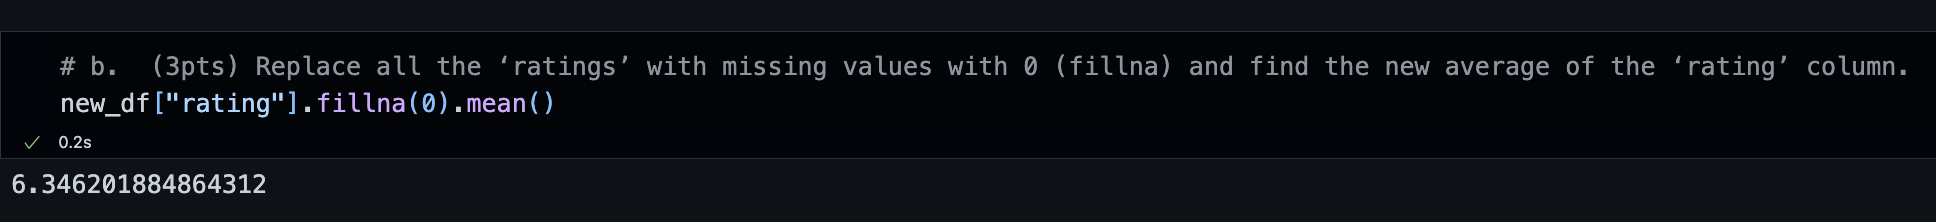 # b.  (3pts) Replace all the ‘ratings’ with missing values with 0 (fillna) and find the new average of the ‘rating’ column.
new_df["rating"].fillna(0).mean()
✓ 0.2s
6.346201884864312